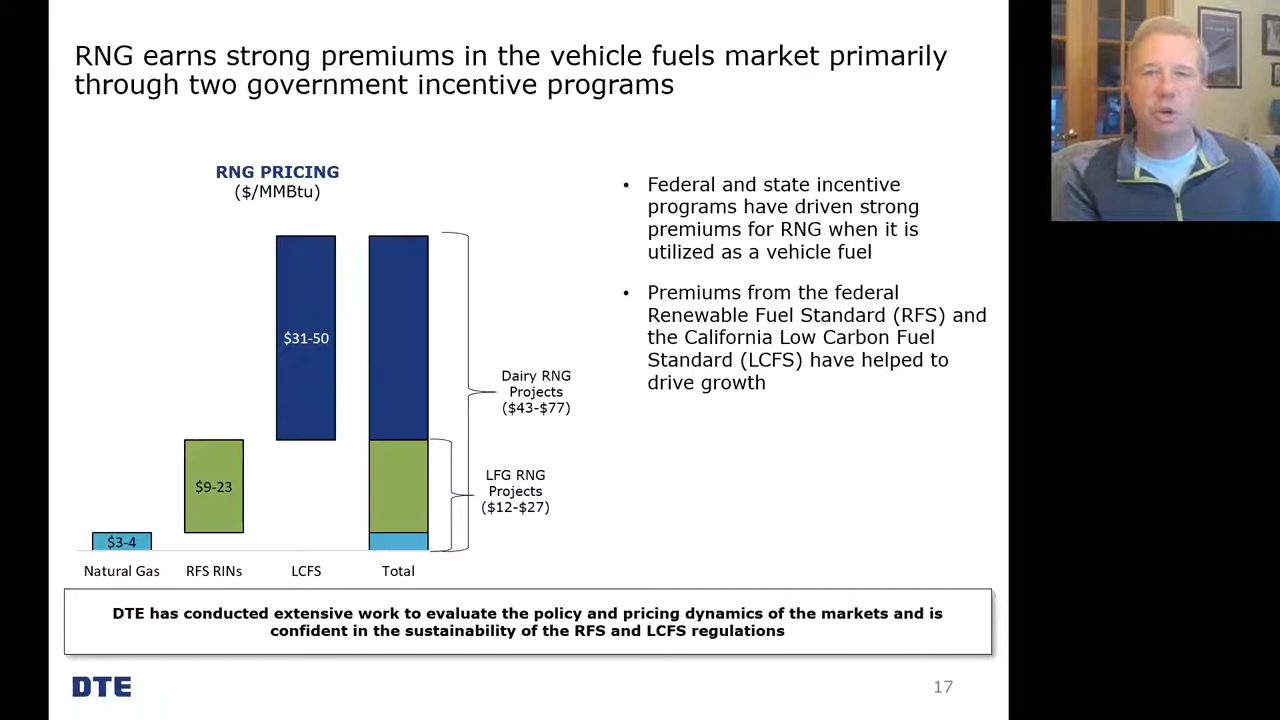 RNG earns strong premiums in the vehicle fuels market primarily
through two government incentive programs
RNG PRICING
($/MMBtu)
$31-50
$9-23
$3-4
Natural Gas
RFS RINs
LCFS
Total
Dairy RNG
Projects
($43-$77)
LFG RNG
Projects
($12-$27)
• Federal and state incentive
programs have driven strong
premiums for RNG when it is
utilized as a vehicle fuel
• Premiums from the federal
Renewable Fuel Standard (RFS) and
the California Low Carbon Fuel
Standard (LCFS) have helped to
drive growth
DTE has conducted extensive work to evaluate the policy and pricing dynamics of the markets and is
confident in the sustainability of the RFS and LCFS regulations
DTE
17